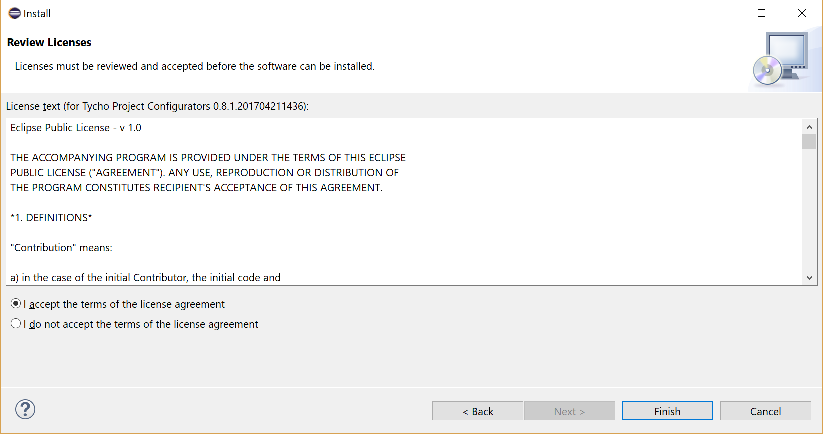 Install
Review Licenses
Licenses must be reviewed and accepted before the software can be installed.
License text (for Tycho Project Configurators 0.8.1.201704211436):
Eclipse Public License - v 1.0
THE ACCOMPANYING PROGRAM IS PROVIDED UNDER THE TERMS OF THIS ECLIPSE
PUBLIC LICENSE ("AGREEMENT"). ANY USE, REPRODUCTION OR DISTRIBUTION OF
THE PROGRAM CONSTITUTES RECIPIENT'S ACCEPTANCE OF THIS AGREEMENT.
*1. DEFINITIONS*
"Contribution" means:
a) in the case of the initial Contributor, the initial code and
I accept the terms of the license agreement
I do not accept the terms of the license agreement
?
< Back
Next >
Finish
Cancel